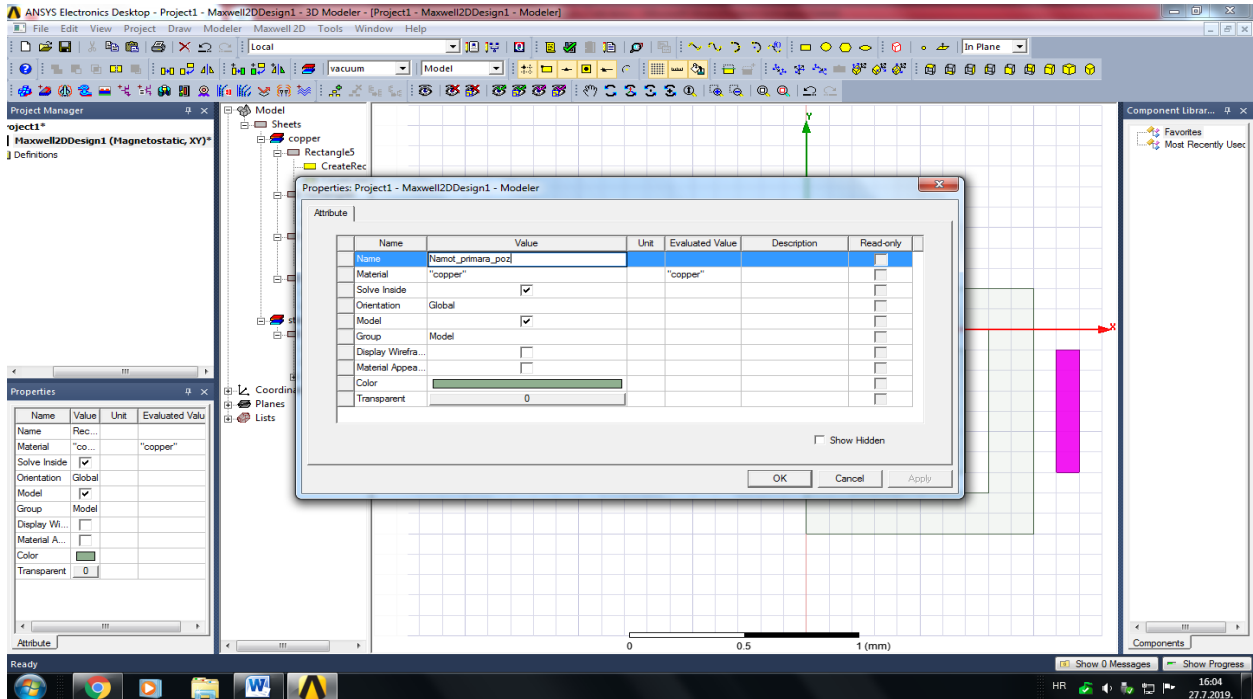 ANSYS Electronics Desktop - Project1 - Maxwell2DDesign1 - 3D Modeler - [Project1 - Maxwell2DDesign1 - Modeler]
File Edit View Project Draw Modeler Maxwell 2D Tools Window Help
Local In Plane
vacuum Model
Project Manager
roject1*
Maxwell2DDesign1 (Magnetostatic, XY)*
Definitions
Model
Sheets
copper
Rectangle5
CreateRec
st
Coordina
Planes
Lists
Y
X
Component Librar...
Favorites
Most Recently Usec
Properties: Project1 - Maxwell2DDesign1 - Modeler
Attribute
Name Value Unit Evaluated Value Description Read-only
Name Namot_primara_poz
Material "copper" "copper"
Solve Inside
Orientation Global
Model
Group Model
Display Wirefra...
Material Appea...
Color
Transparent 0
Show Hidden
OK Cancel Apply
Properties
Name Value Unit Evaluated Valu
Name Rec...
Material "co... "copper"
Solve Inside
Orientation Global
Model
Group Model
Display Wi...
Material A...
Color
Transparent 0
Attribute
0 0.5 1 (mm)
Components
Ready Show 0 Messages Show Progress
HR 16:04
27.7.2019.